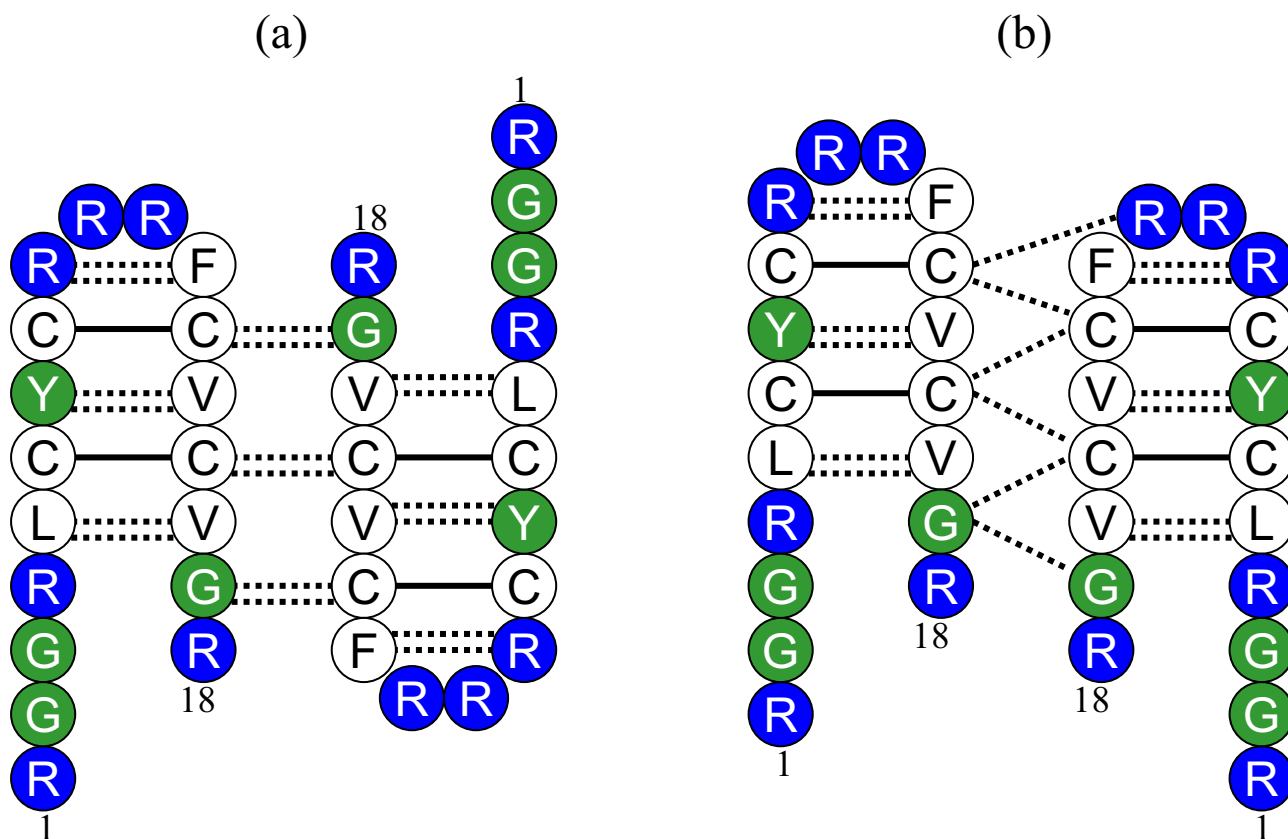 (a) (b)
1
R
R R
G R F
R R 18 R R
R F R G C C F R
C C G R Y V C C
Y V V L C C V Y
C C C C L V C C
L V V Y R G V L
R G C C G R G R
18
G R F R G R G
18 R R 18
G R G
1
R R
1 1